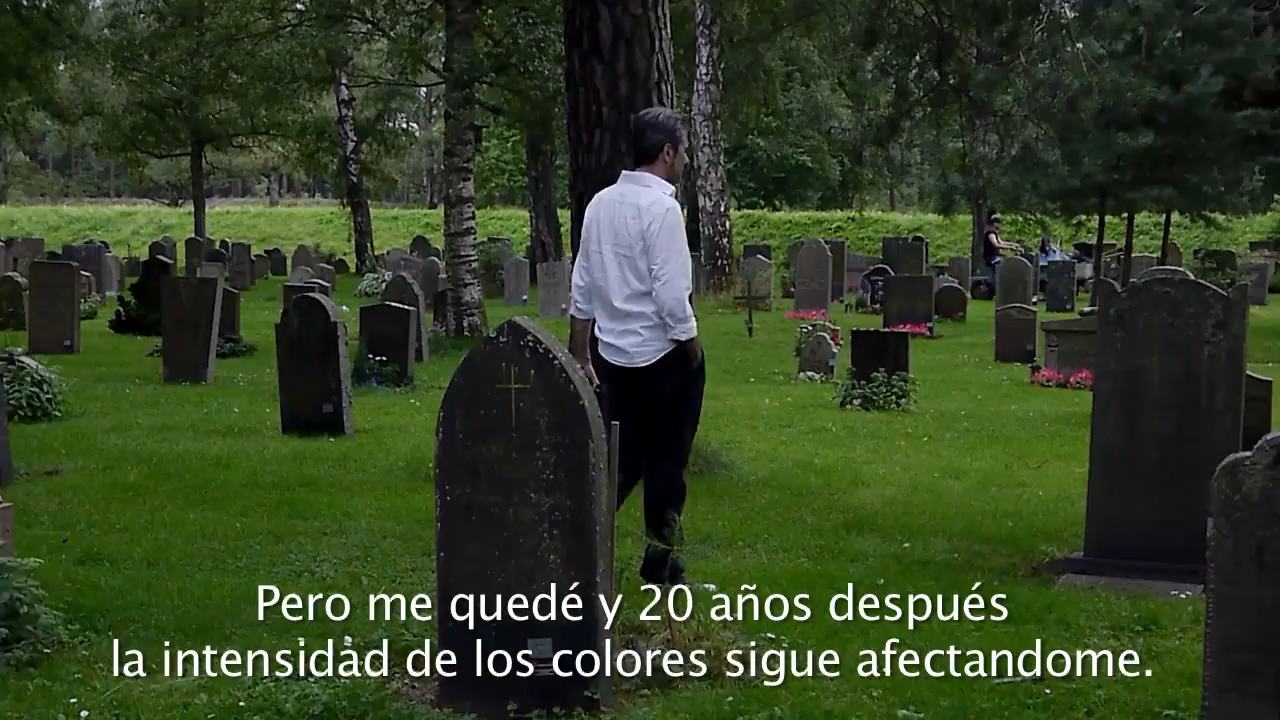 Pero me quedé y 20 años después
la intensidad de los colores sigue afectandome.